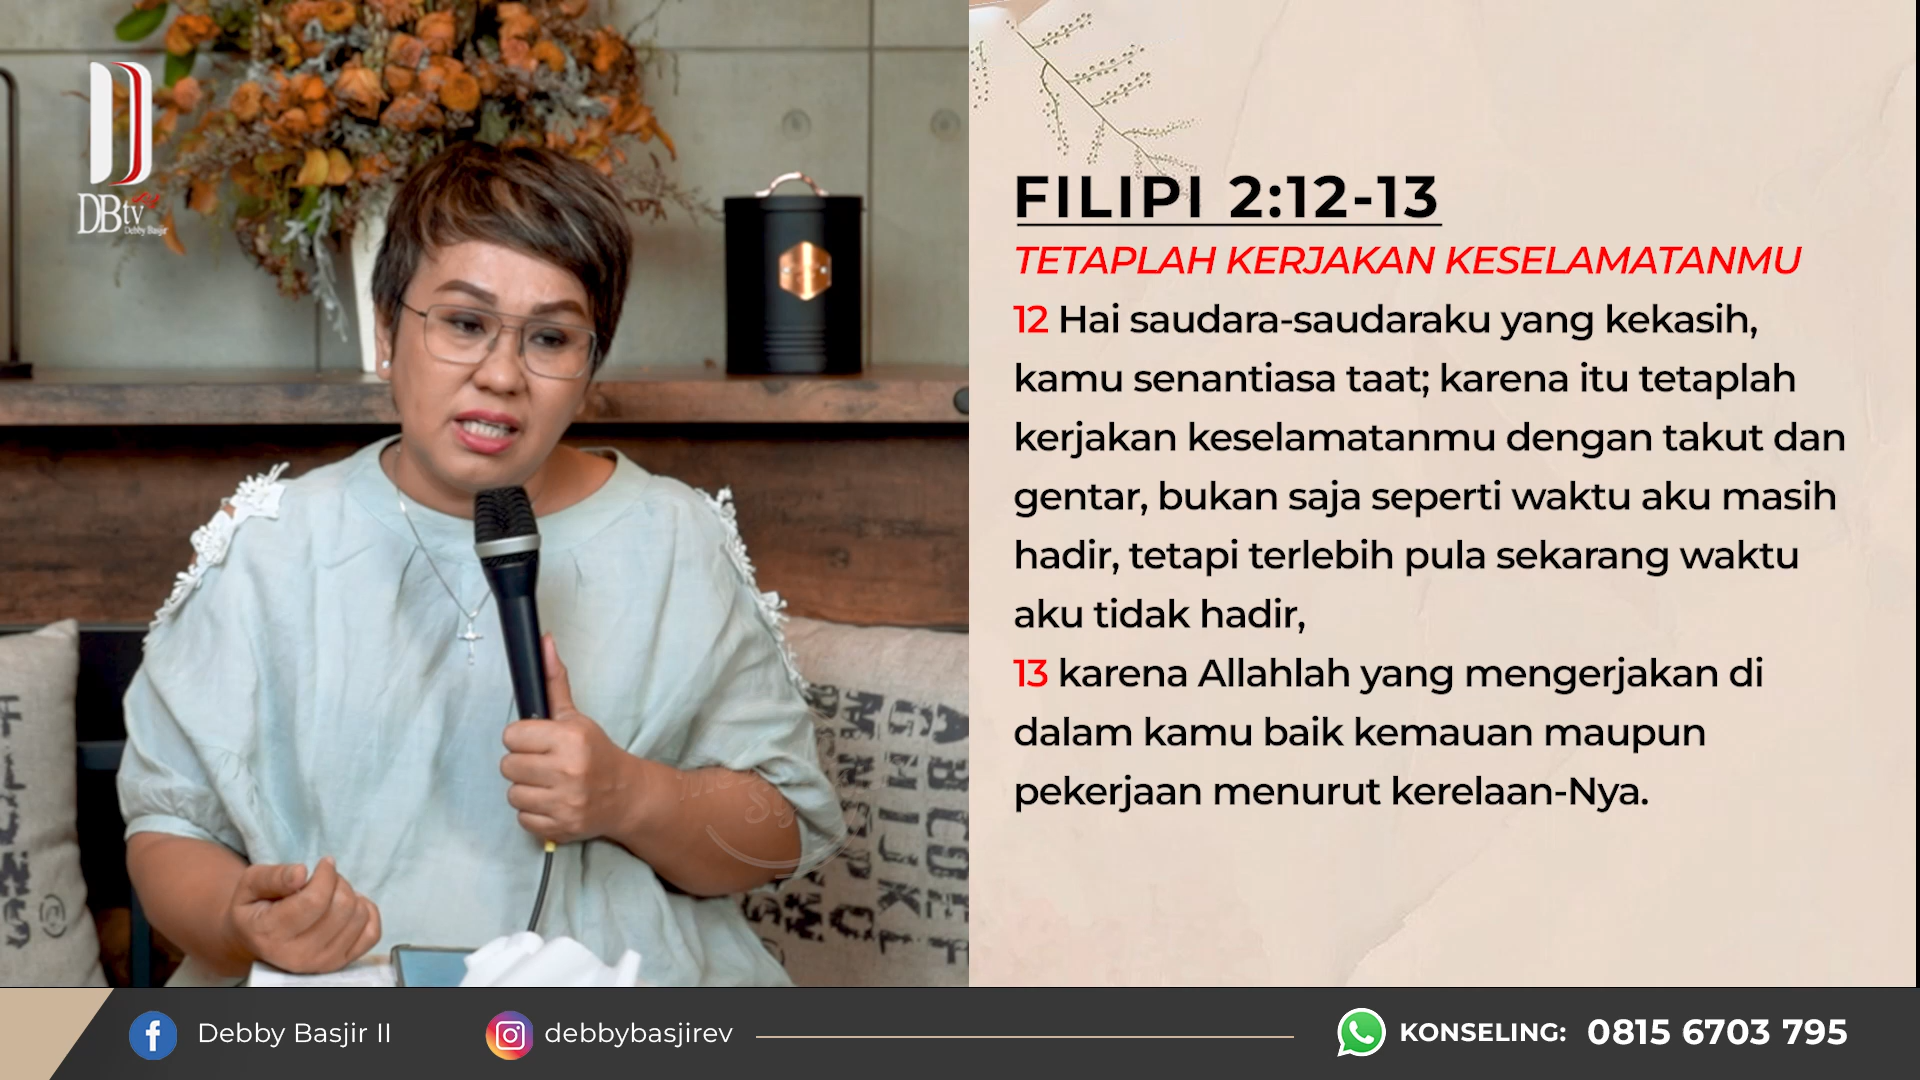 DBtv
Debby Basjir
FILIPI 2:12-13
TETAPLAH KERJAKAN KESELAMATANMU
12 Hai saudara-saudaraku yang kekasih,
kamu senantiasa taat; karena itu tetaplah
kerjakan keselamatanmu dengan takut dan
gentar, bukan saja seperti waktu aku masih
hadir, tetapi terlebih pula sekarang waktu
aku tidak hadir,
13 karena Allahlah yang mengerjakan di
dalam kamu baik kemauan maupun
pekerjaan menurut kerelaan-Nya.
Debby Basjir II
debbybasjirev
KONSELING: 0815 6703 795